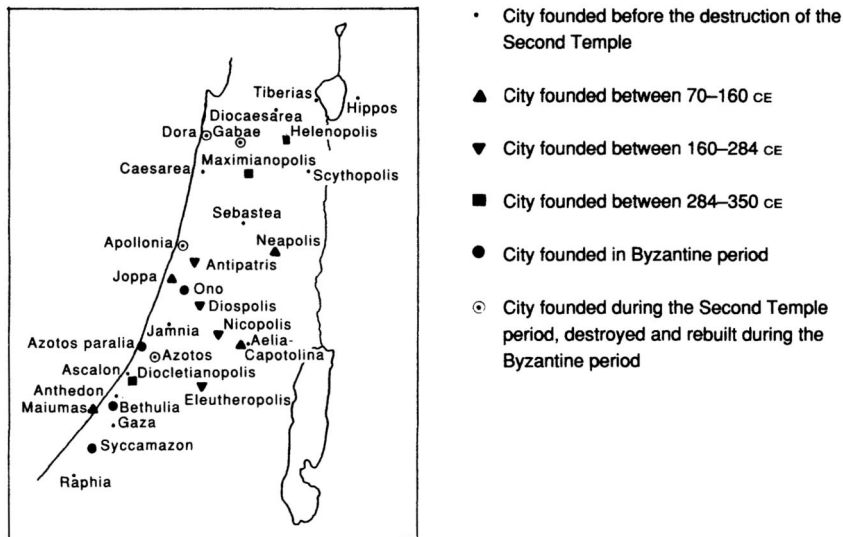 Tiberias
Hippos
Diocaesarea
Dora Gabae Helenopolis
Caesarea Maximianopolis
Scythopolis
Sebastea
Apollonia Neapolis
Antipatris
Joppa
Ono
Diospolis
Jamnia Nicopolis
Azotos paralia Aelia-
Azotos Capotolina
Ascalon Diocletianopolis
Anthedon
Maiumas Bethulia Eleutheropolis
Gaza
Syccamazon
Raphia
City founded before the destruction of the
Second Temple
City founded between 70–160 CE
City founded between 160–284 CE
City founded between 284–350 CE
City founded in Byzantine period
City founded during the Second Temple
period, destroyed and rebuilt during the
Byzantine period